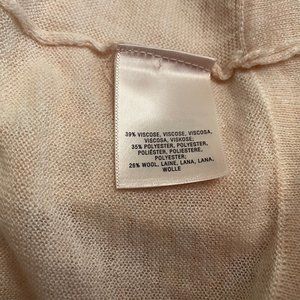 39% VISCOSE, VISCOSE, VISCOSA,
VISCOSA, VISKOSE;
35% POLYESTER, POLYESTER,
POLIÉSTER, POLIESTERE,
POLYESTER;
26% WOOL, LAINE, LANA, LANA,
WOLLE